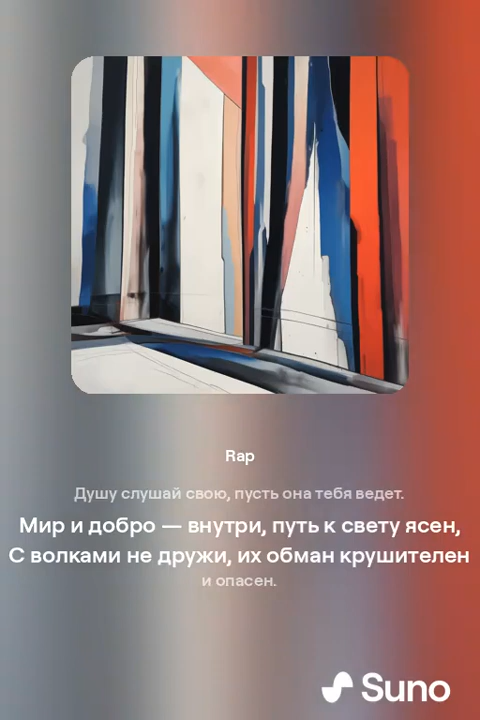 Rap
Душу слушай свою, пусть она тебя ведет.
Мир и добро — внутри, путь к свету ясен,
С волками не дружи, их обман крушителен
и опасен.
Suno